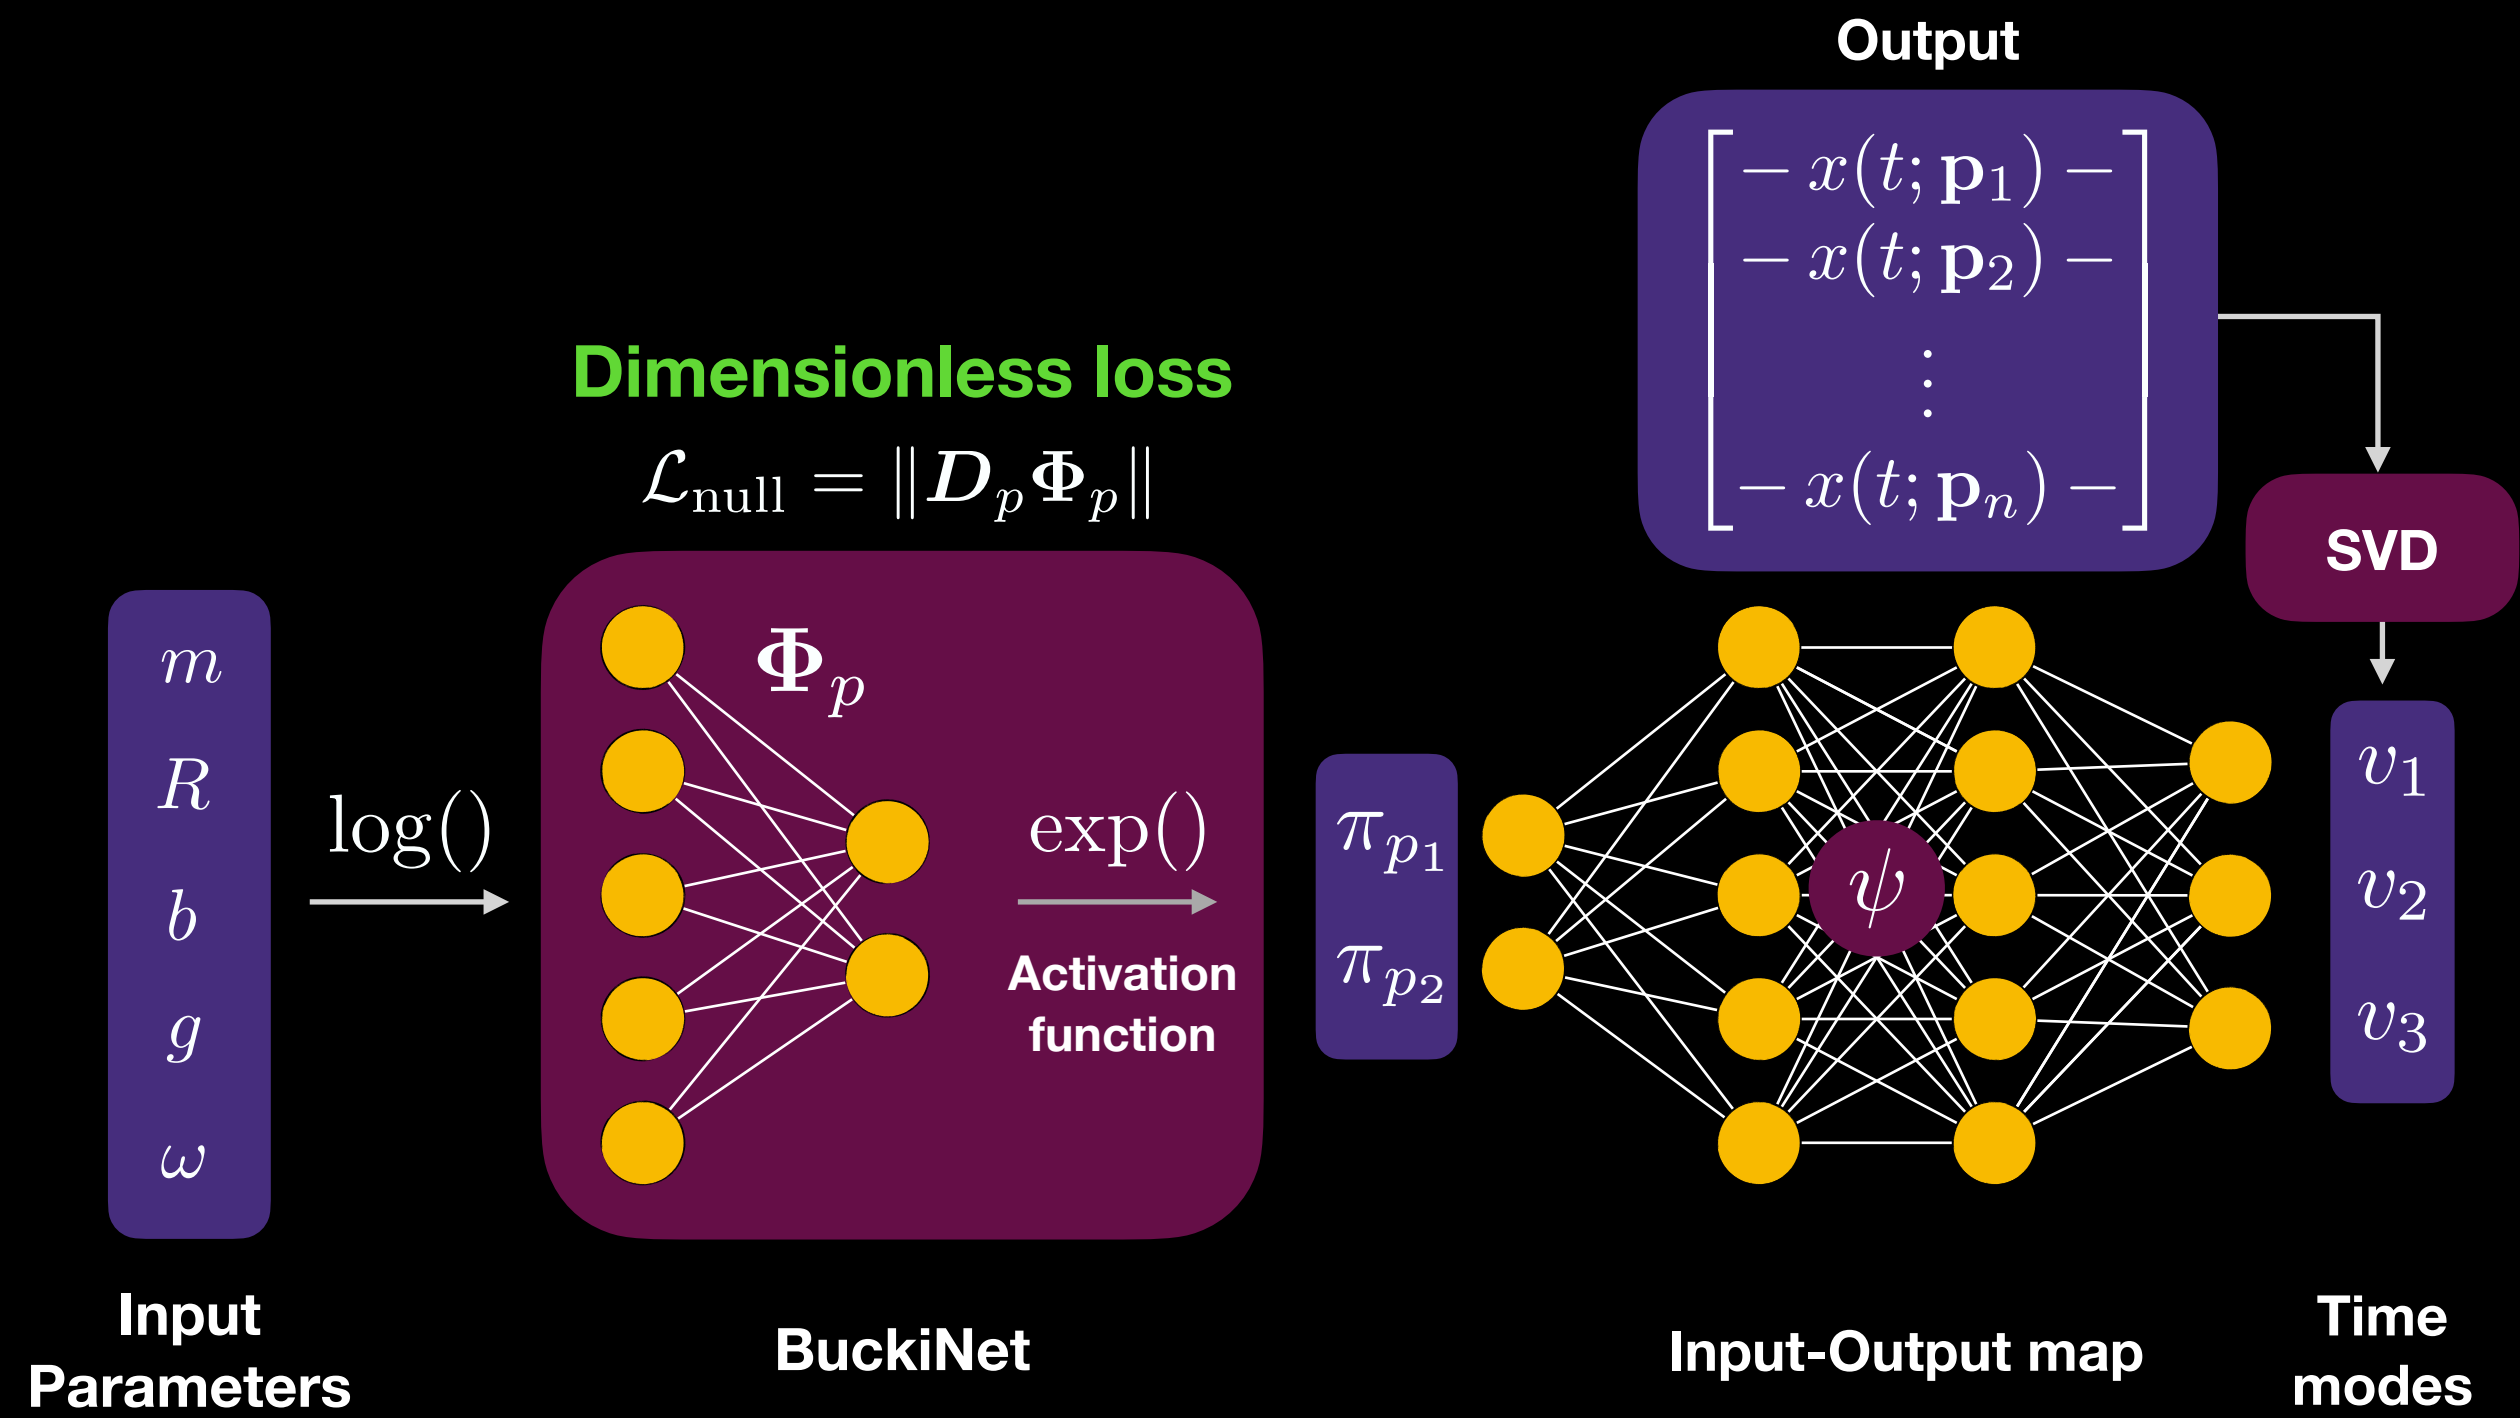 Output
− x(t; p₁) −
− x(t; p₂) −
⋮
− x(t; pₙ) −
Dimensionless loss
ℒ_null = ‖D_p Φ_p‖
SVD
m
R
b
g
ω
log()
Φ_p
exp()
Activation
function
π_p₁
π_p₂
ψ
v₁
v₂
v₃
Input
Parameters
BuckiNet
Input-Output map
Time
modes